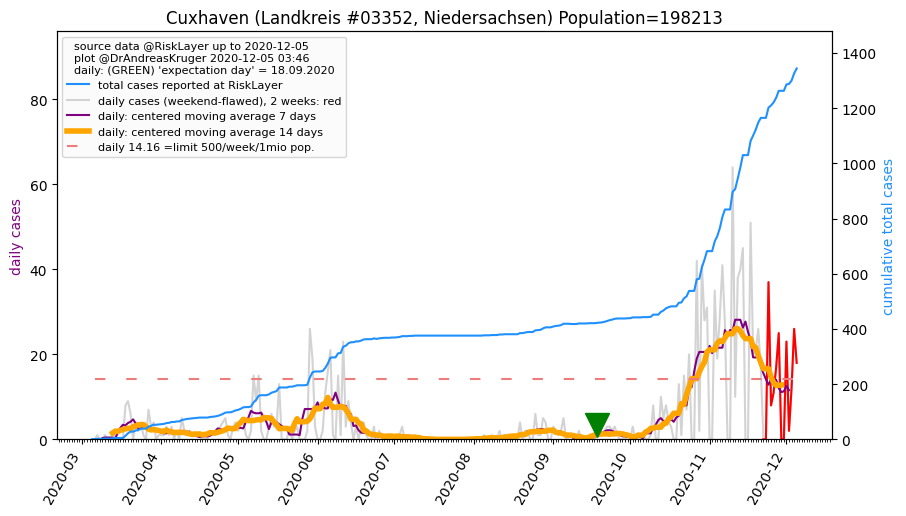 Cuxhaven (Landkreis #03352, Niedersachsen) Population=198213
source data @RiskLayer up to 2020-12-05
plot @DrAndreasKruger 2020-12-05 03:46
daily: (GREEN) 'expectation day' = 18.09.2020
total cases reported at RiskLayer
daily cases (weekend-flawed), 2 weeks: red
daily: centered moving average 7 days
daily: centered moving average 14 days
daily 14.16 =limit 500/week/1mio pop.
daily cases
80
60
40
20
0
cumulative total cases
1400
1200
1000
800
600
400
200
0
2020-03
2020-04
2020-05
2020-06
2020-07
2020-08
2020-09
2020-10
2020-11
2020-12